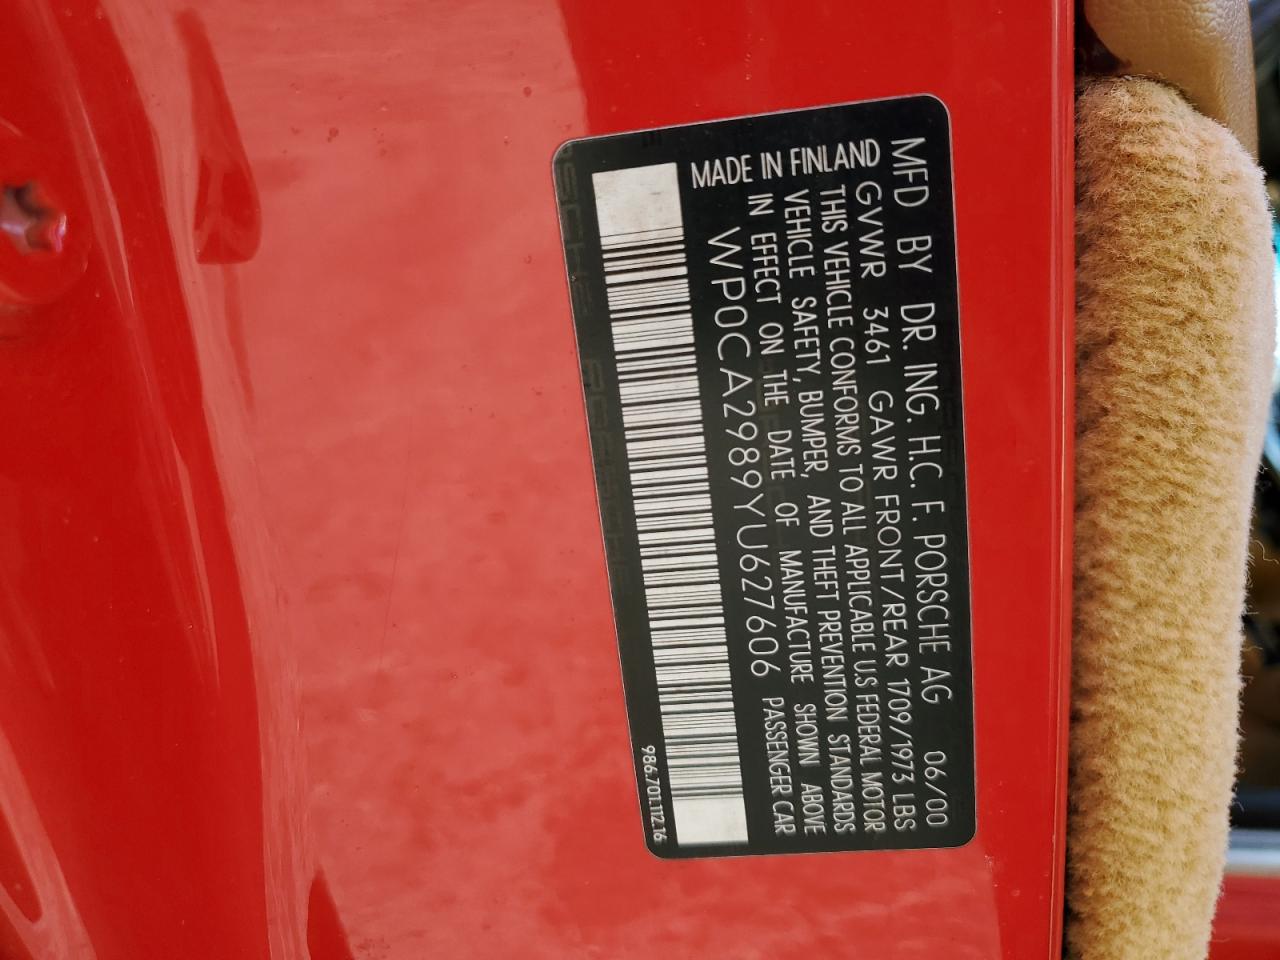 MFD BY DR. ING. H.C. F. PORSCHE AG 06/00
GVWR 3461 GAWR FRONT/REAR 1709/1973 LBS
THIS VEHICLE CONFORMS TO ALL APPLICABLE U.S FEDERAL MOTOR
VEHICLE SAFETY, BUMPER, AND THEFT PREVENTION STANDARDS
IN EFFECT ON THE DATE OF MANUFACTURE SHOWN ABOVE
WP0CA2989YU627606 PASSENGER CAR
MADE IN FINLAND
986.701.112.16